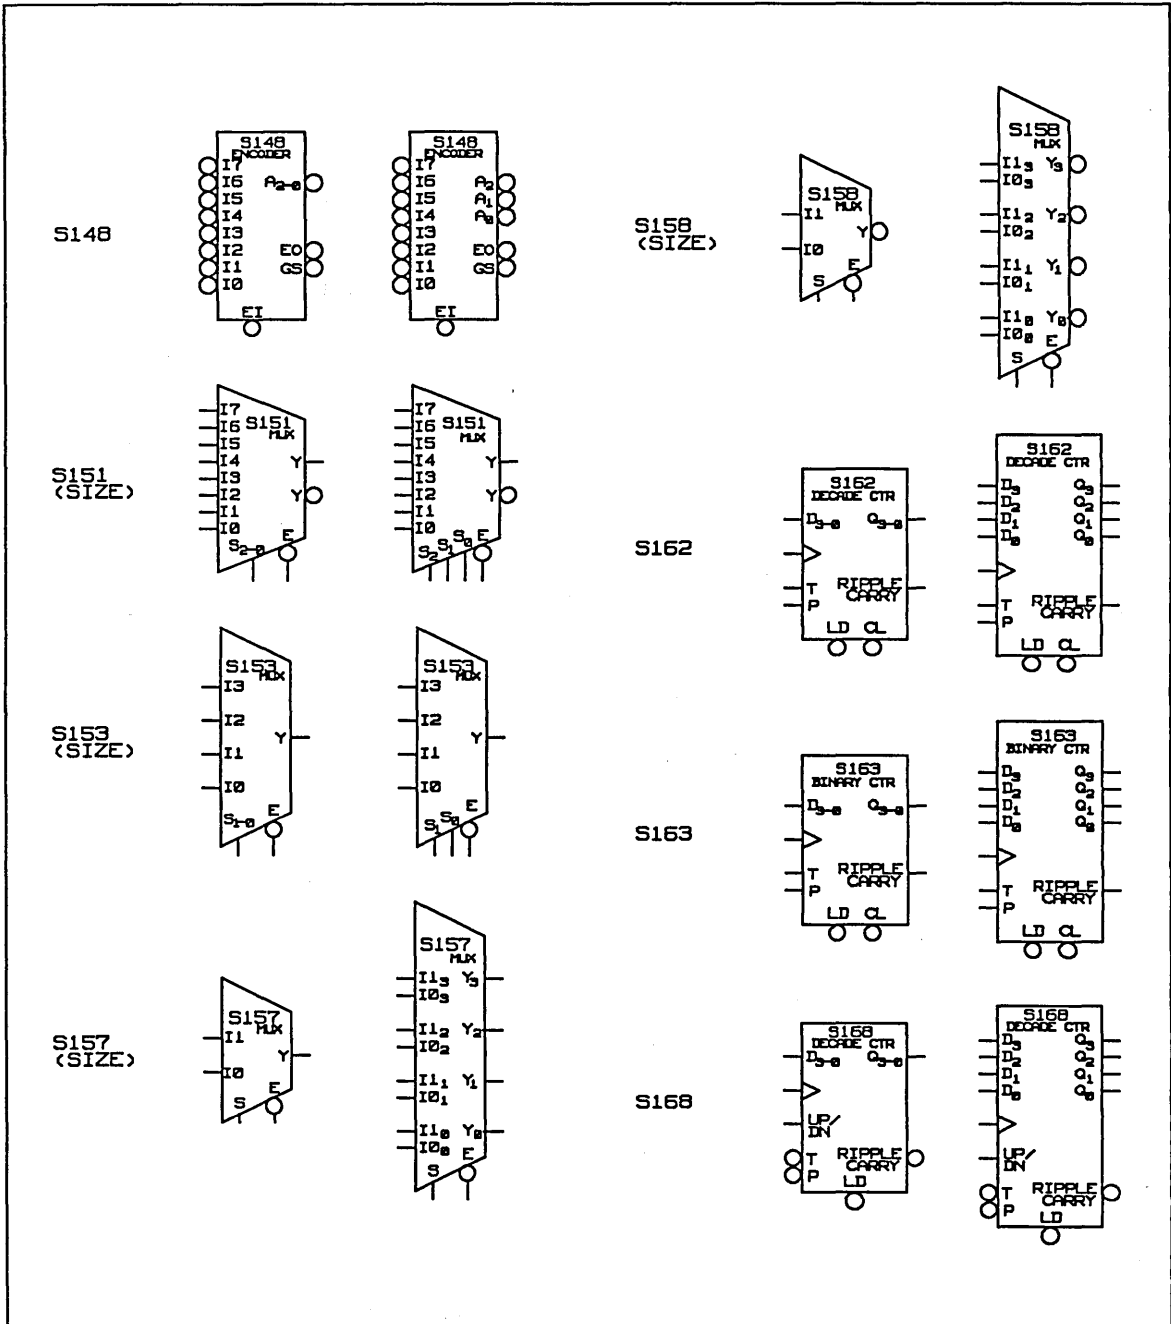 S148
S148
ENCODER
I7
I6 A2-0
I5
I4
I3
I2 EO
I1 GS
I0
EI
S148
ENCODER
I7
I6 A2
I5 A1
I4 A0
I3
I2 EO
I1 GS
I0
EI
S151
(SIZE)
I7
S151
I6 MUX
I5
I4 Y
I3
I2 Y
I1
I0 E
S2-0
I7
S151
I6 MUX
I5
I4 Y
I3
I2 Y
I1
I0 E
S2 S1 S0
S153
(SIZE)
S153
MUX
I3
I2
Y
I1
I0
E
S1-0
S153
MUX
I3
I2
Y
I1
I0
E
S1 S0
S157
(SIZE)
S157
MUX
I1
Y
I0
E
S
S157
MUX
I13 Y3
I03
I12 Y2
I02
I11 Y1
I01
I10 Y0
I00
E
S
S158
(SIZE)
S158
MUX
I1
Y
I0
E
S
S158
MUX
I13 Y3
I03
I12 Y2
I02
I11 Y1
I01
I10 Y0
I00
E
S
S162
S162
DECADE CTR
D3-0 Q3-0
T RIPPLE
P CARRY
LD CL
S162
DECADE CTR
D3 Q3
D2 Q2
D1 Q1
D0 Q0
T RIPPLE
P CARRY
LD CL
S163
S163
BINARY CTR
D3-0 Q3-0
T RIPPLE
P CARRY
LD CL
S163
BINARY CTR
D3 Q3
D2 Q2
D1 Q1
D0 Q0
T RIPPLE
P CARRY
LD CL
S168
S168
DECADE CTR
D3-0 Q3-0
UP/
DN
T RIPPLE
P CARRY
LD
S168
DECADE CTR
D3 Q3
D2 Q2
D1 Q1
D0 Q0
UP/
DN
T RIPPLE
P CARRY
LD